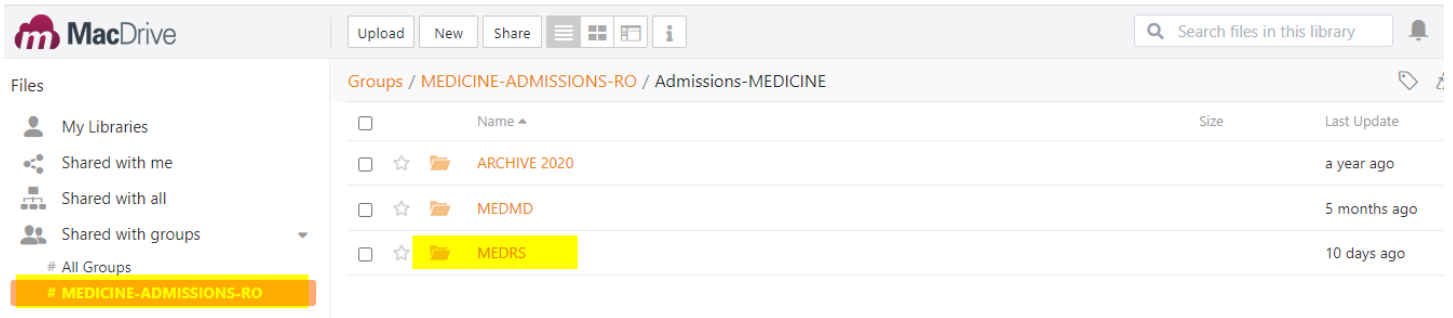 MacDrive
Upload New Share
Search files in this library
Files
My Libraries
Shared with me
Shared with all
Shared with groups
# All Groups
# MEDICINE-ADMISSIONS-RO
Groups / MEDICINE-ADMISSIONS-RO / Admissions-MEDICINE
Name Size Last Update
ARCHIVE 2020 a year ago
MEDMD 5 months ago
MEDRS 10 days ago